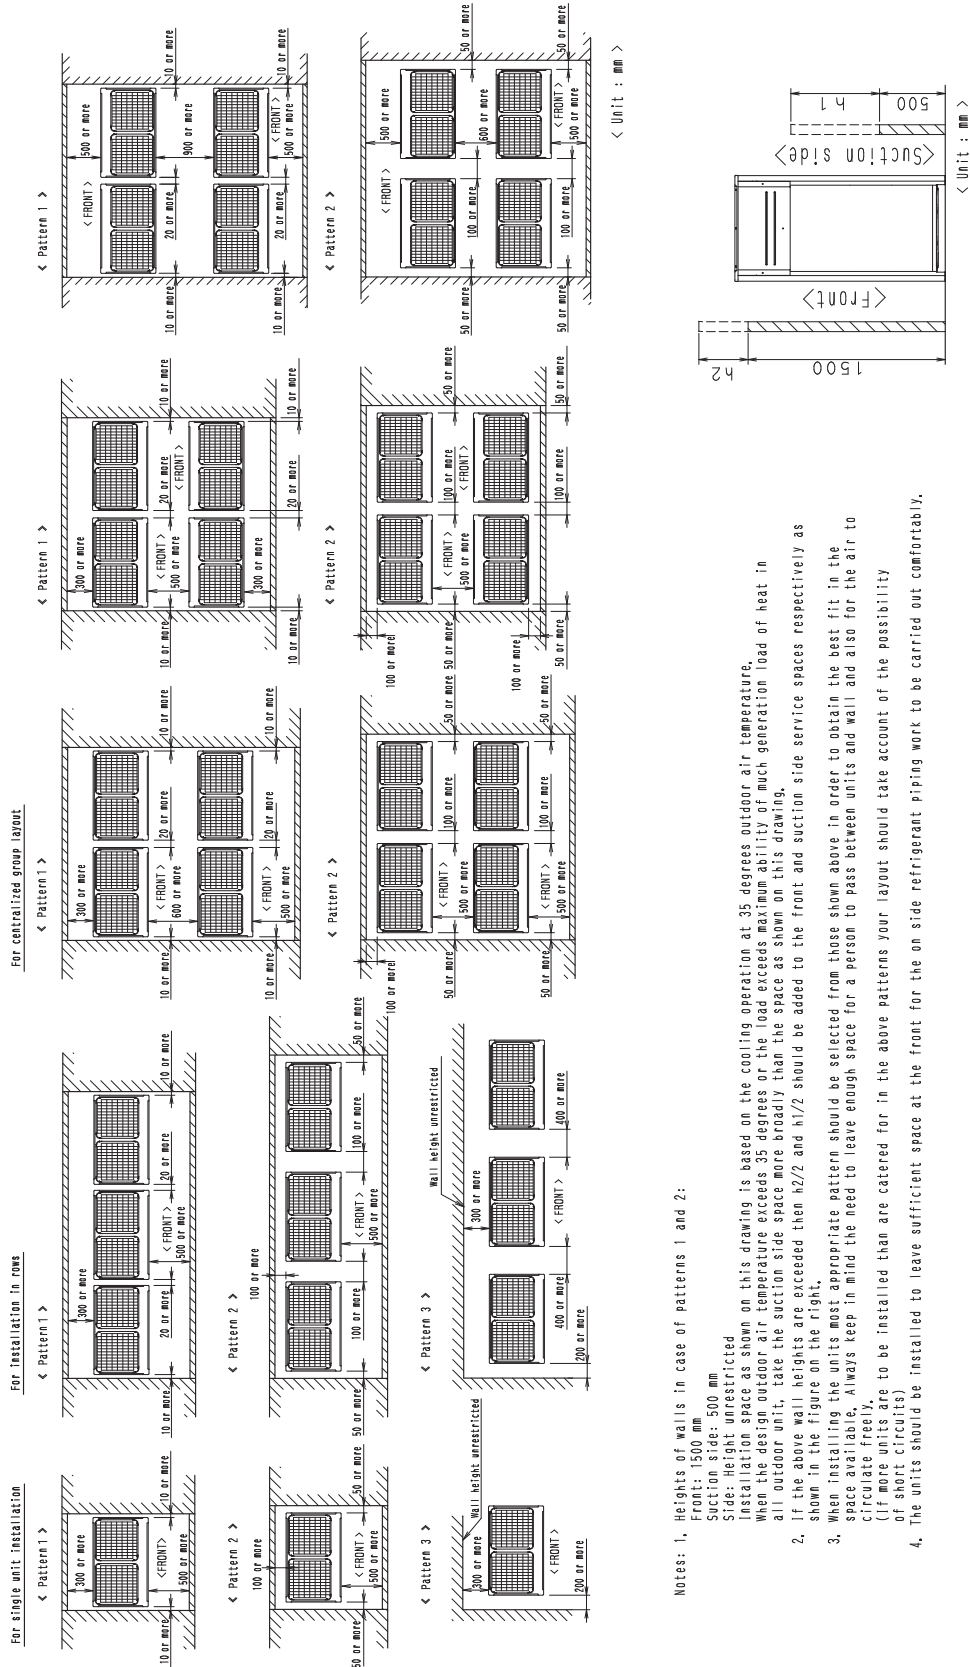 For single unit installation
< Pattern 1 >
300 or more
<FRONT>
500 or more
10 or more
10 or more
< Pattern 2 >
100 or more
<FRONT>
500 or more
50 or more
50 or more
< Pattern 3 >
Wall height unrestricted
300 or more
<FRONT>
200 or more
For installation in rows
< Pattern 1 >
300 or more
<FRONT>
500 or more
10 or more
20 or more
20 or more
10 or more
< Pattern 2 >
100 or more
<FRONT>
500 or more
50 or more
100 or more
100 or more
50 or more
< Pattern 3 >
Wall height unrestricted
300 or more
<FRONT>
200 or more
400 or more
400 or more
For centralized group layout
< Pattern 1 >
300 or more
<FRONT>
600 or more
10 or more
20 or more
10 or more
<FRONT>
500 or more
10 or more
20 or more
10 or more
< Pattern 2 >
100 or more
<FRONT>
500 or more
50 or more
100 or more
50 or more
<FRONT>
500 or more
50 or more
100 or more
50 or more
< Pattern 1 >
300 or more
<FRONT>
500 or more
<FRONT>
10 or more
20 or more
10 or more
300 or more
10 or more
20 or more
10 or more
< Pattern 2 >
100 or more
<FRONT>
500 or more
<FRONT>
50 or more
100 or more
50 or more
100 or more
50 or more
100 or more
50 or more
< Pattern 1 >
<FRONT>
500 or more
900 or more
10 or more
20 or more
10 or more
<FRONT>
500 or more
10 or more
20 or more
10 or more
< Pattern 2 >
<FRONT>
500 or more
600 or more
50 or more
100 or more
50 or more
<FRONT>
500 or more
50 or more
100 or more
50 or more
< Unit : mm >
Notes: 1. Heights of walls in case of patterns 1 and 2:
Front: 1500 mm
Suction side: 500 mm
Side: Height unrestricted
Installation space as shown on this drawing is based on the cooling operation at 35 degrees outdoor air temperature.
When the design outdoor air temperature exceeds 35 degrees or the load exceeds maximum ability of much generation load of heat in
all outdoor unit, take the suction side space more broadly than the space as shown on this drawing.
2. If the above wall heights are exceeded then h2/2 and h1/2 should be added to the front and suction side service spaces respectively as
shown in the figure on the right.
3. When installing the units most appropriate pattern should be selected from those shown above in order to obtain the best fit in the
space available. Always keep in mind the need to leave enough space for a person to pass between units and wall and also for the air to
circulate freely.
(If more units are to be installed than are catered for in the above patterns your layout should take account of the possibility
of short circuits)
4. The units should be installed to leave sufficient space at the front for the on side refrigerant piping work to be carried out comfortably.
h2
1500
<Front>
<Suction side>
h1
500
< Unit : mm >